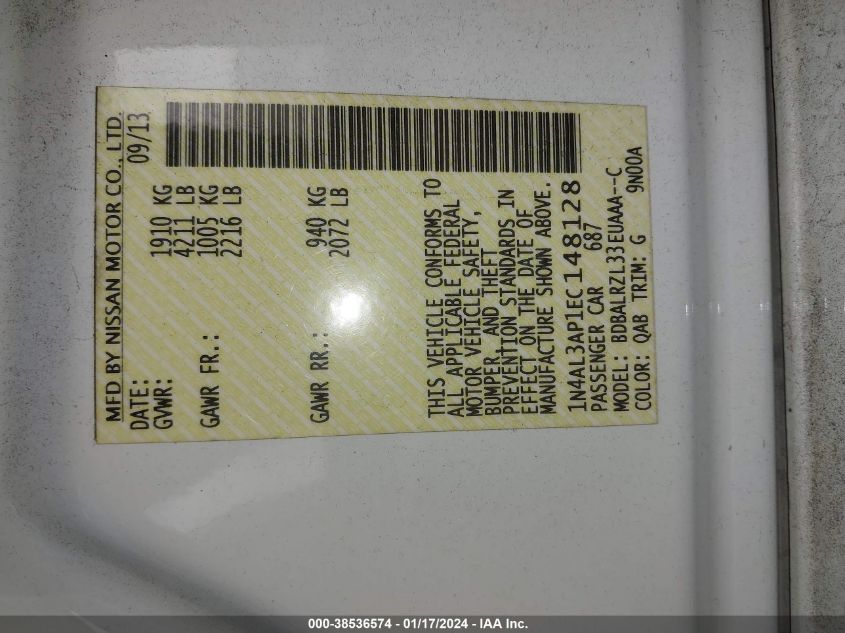 MFD BY NISSAN MOTOR CO., LTD.
DATE: 09/13
GVWR: 1910 KG
4211 LB
GAWR FR.: 1005 KG
2216 LB
GAWR RR.: 940 KG
2072 LB
THIS VEHICLE CONFORMS TO
ALL APPLICABLE FEDERAL
MOTOR VEHICLE SAFETY,
BUMPER, AND THEFT
PREVENTION STANDARDS IN
EFFECT ON THE DATE OF
MANUFACTURE SHOWN ABOVE.
1N4AL3AP1EC148128
PASSENGER CAR 687
MODEL: BDBALRZL33EUAAA--C
COLOR: QAB TRIM: G 9N00A
000-38536574 - 01/17/2024 - IAA Inc.